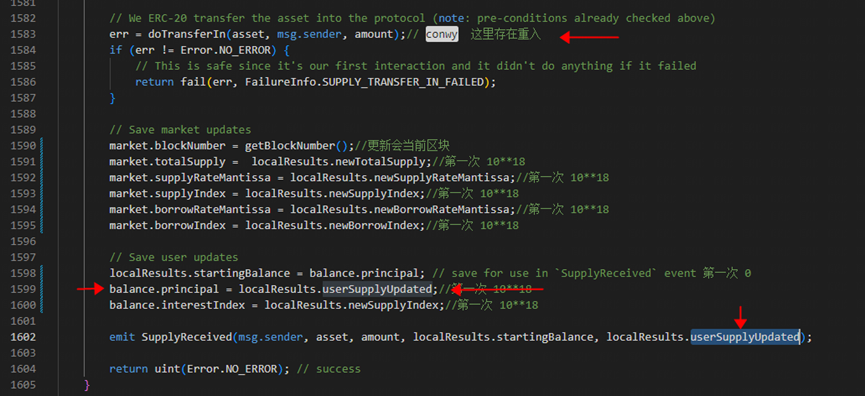 1581
1582 // We ERC-20 transfer the asset into the protocol (note: pre-conditions already checked above)
1583 err = doTransferIn(asset, msg.sender, amount);// conwy 这里存在重入
1584 if (err != Error.NO_ERROR) {
1585 // This is safe since it's our first interaction and it didn't do anything if it failed
1586 return fail(err, FailureInfo.SUPPLY_TRANSFER_IN_FAILED);
1587 }
1588
1589 // Save market updates
1590 market.blockNumber = getBlockNumber();//更新会当前区块
1591 market.totalSupply =  localResults.newTotalSupply;//第一次 10**18
1592 market.supplyRateMantissa = localResults.newSupplyRateMantissa;//第一次 10**18
1593 market.supplyIndex = localResults.newSupplyIndex;//第一次 10**18
1594 market.borrowRateMantissa = localResults.newBorrowRateMantissa;//第一次 10**18
1595 market.borrowIndex = localResults.newBorrowIndex;//第一次 10**18
1596
1597 // Save user updates
1598 localResults.startingBalance = balance.principal; // save for use in `SupplyReceived` event 第一次 0
1599 balance.principal = localResults.userSupplyUpdated;//第一次 10**18
1600 balance.interestIndex = localResults.newSupplyIndex;//第一次 10**18
1601
1602 emit SupplyReceived(msg.sender, asset, amount, localResults.startingBalance, localResults.userSupplyUpdated);
1603
1604 return uint(Error.NO_ERROR); // success
1605 }